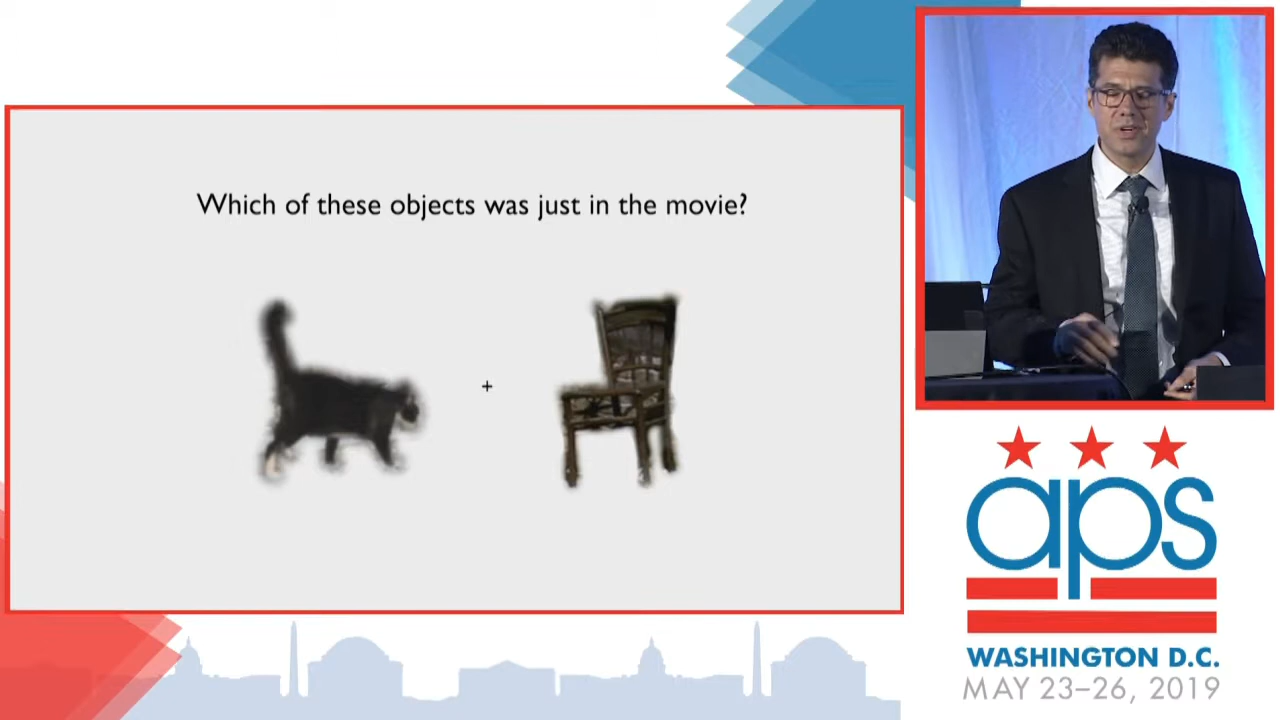 Which of these objects was just in the movie?
+
aps
WASHINGTON D.C.
MAY 23–26, 2019